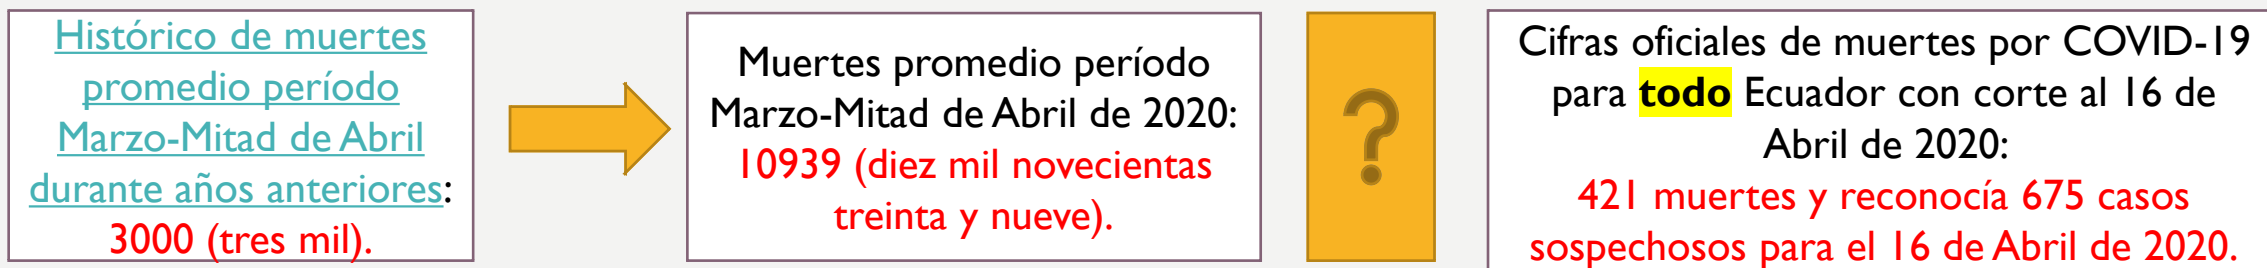 Histórico de muertes
promedio período
Marzo-Mitad de Abril
durante años anteriores:
3000 (tres mil).
Muertes promedio período
Marzo-Mitad de Abril de 2020:
10939 (diez mil novecientas
treinta y nueve).
?
Cifras oficiales de muertes por COVID-19
para todo Ecuador con corte al 16 de
Abril de 2020:
421 muertes y reconocía 675 casos
sospechosos para el 16 de Abril de 2020.